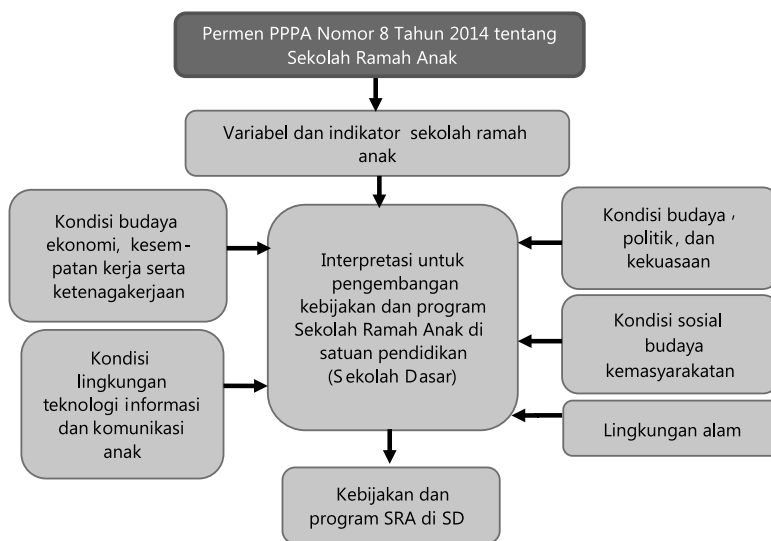 Permen PPPA Nomor 8 Tahun 2014 tentang
Sekolah Ramah Anak
Variabel dan indikator sekolah ramah
anak
Kondisi budaya
ekonomi, kesem-
patan kerja serta
ketenagakerjaan
Kondisi
lingkungan
teknologi informasi
dan komunikasi
anak
Interpretasi untuk
pengembangan
kebijakan dan program
Sekolah Ramah Anak di
satuan pendidikan
(Sekolah Dasar)
Kondisi budaya ,
politik, dan
kekuasaan
Kondisi sosial
budaya
kemasyarakatan
Lingkungan alam
Kebijakan dan
program SRA di SD